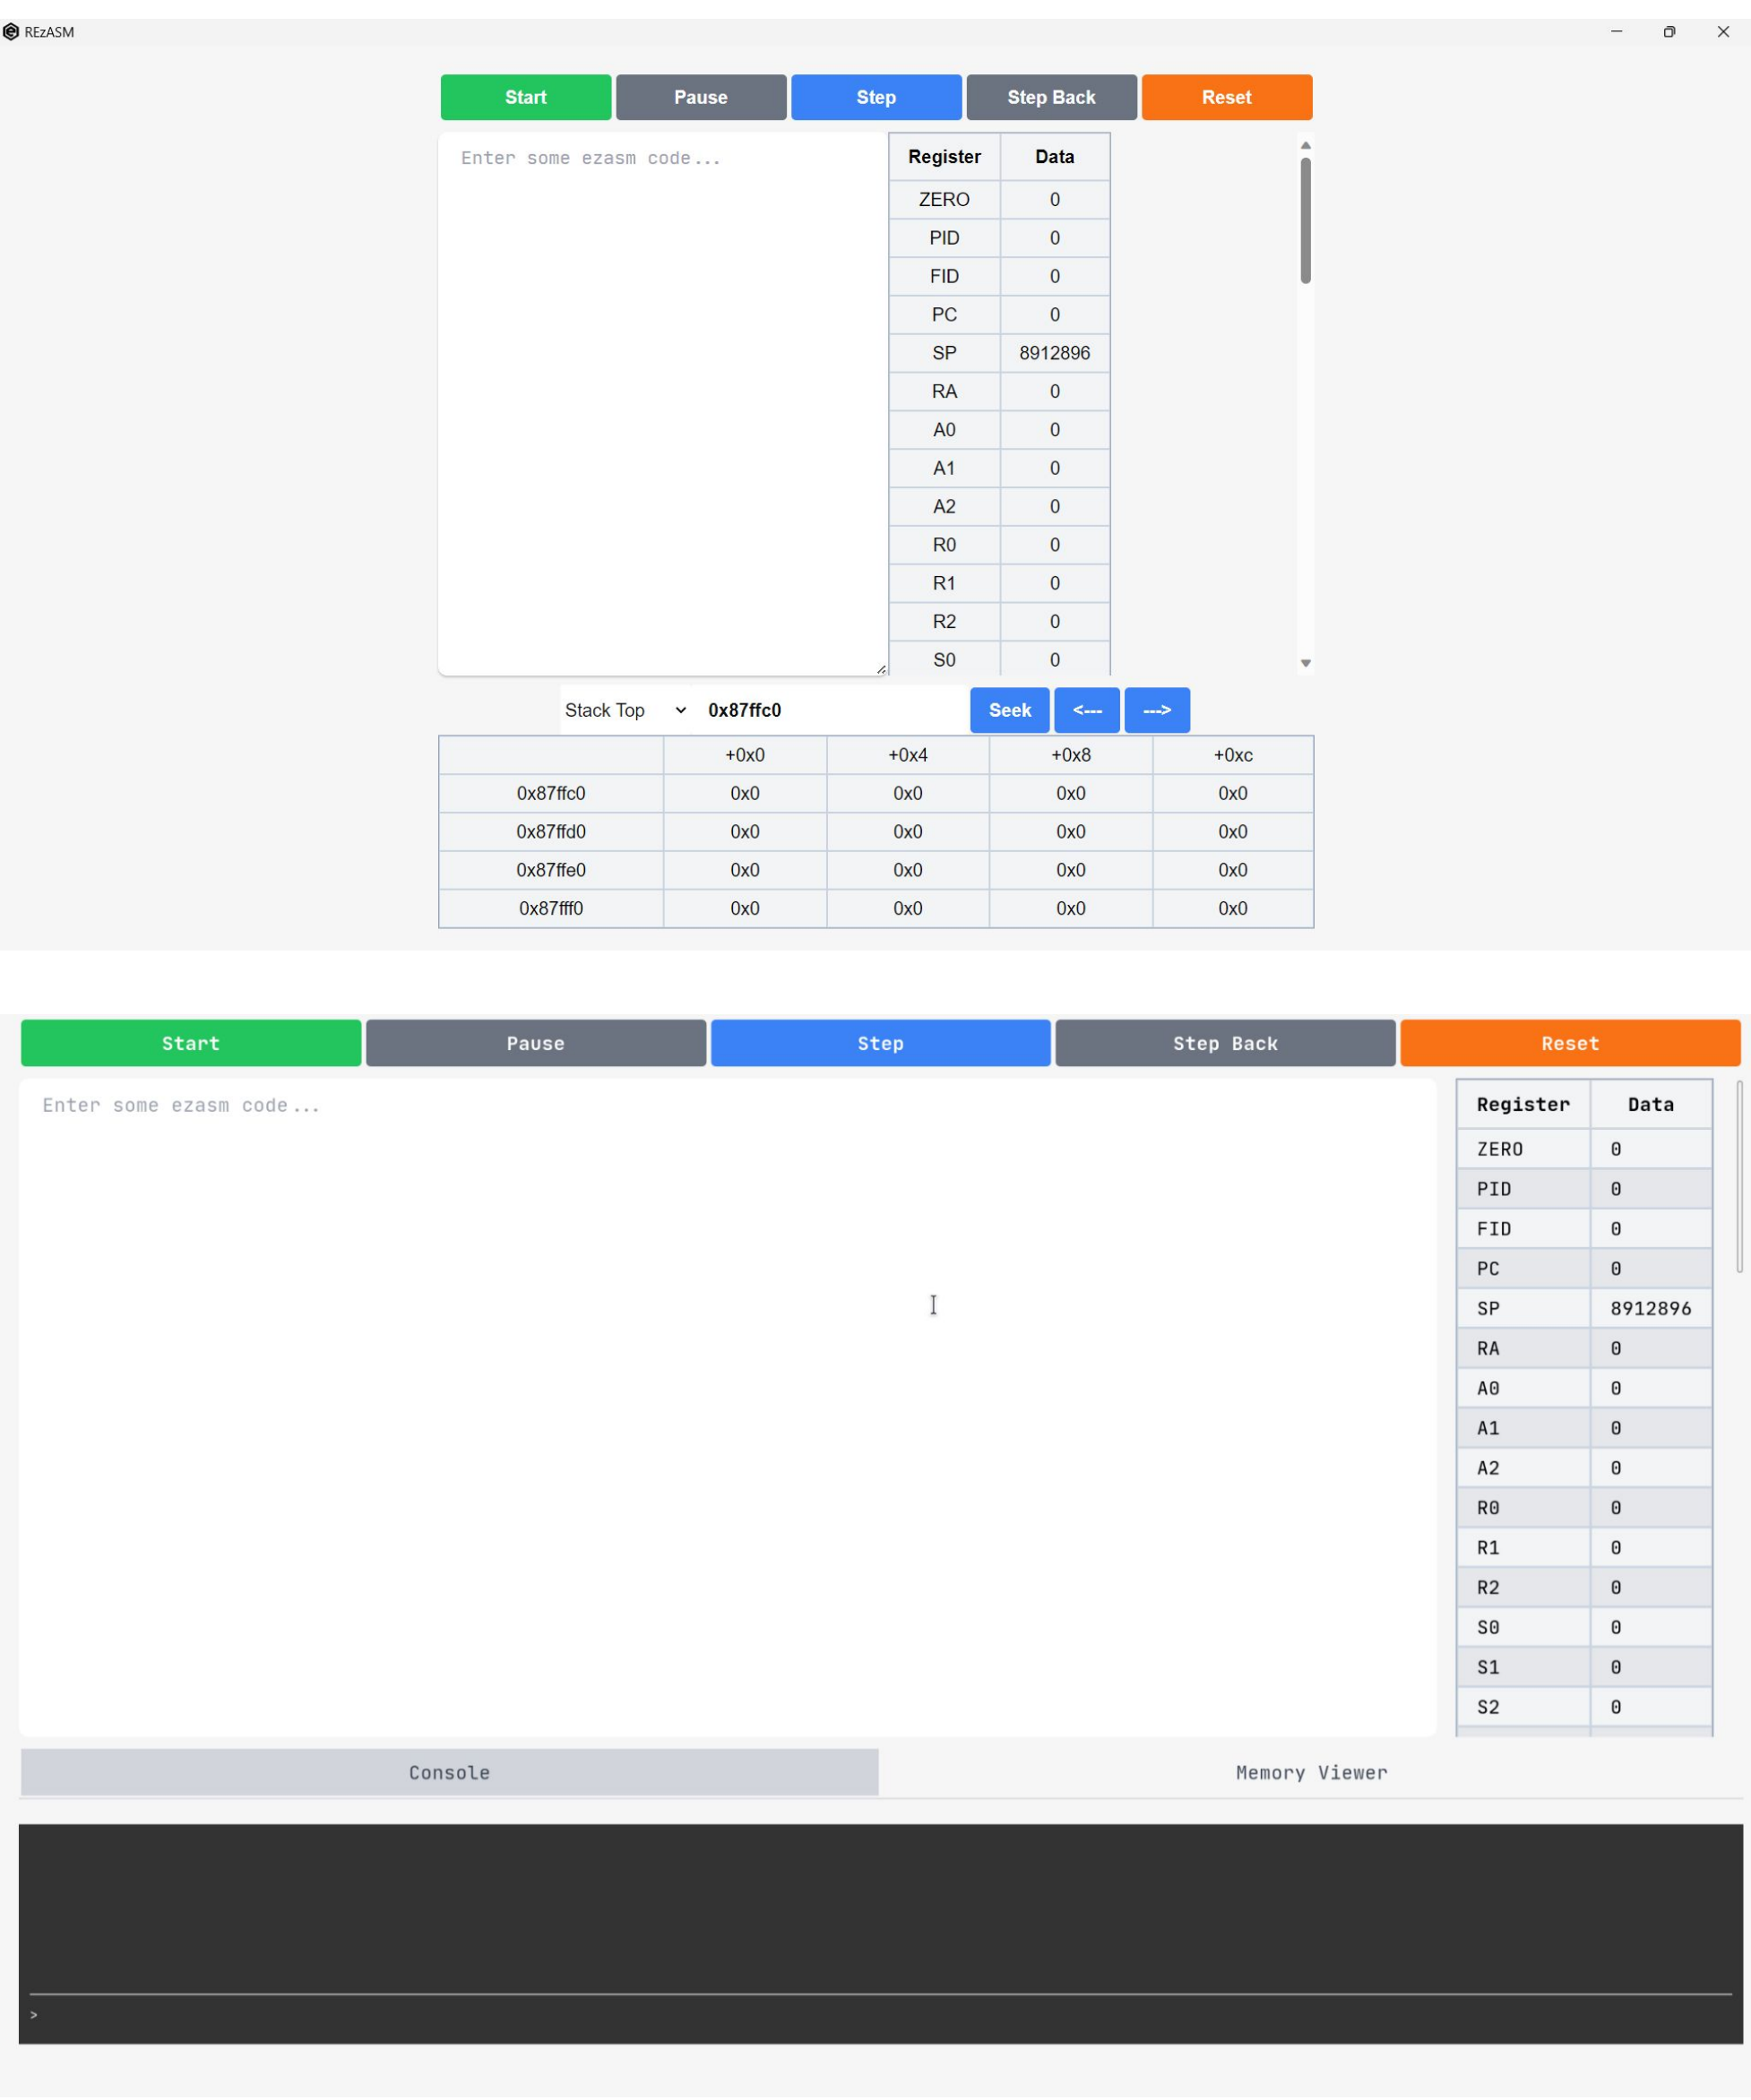 REzASM
Start Pause Step Step Back Reset
Enter some ezasm code...
Register Data
ZERO 0
PID 0
FID 0
PC 0
SP 8912896
RA 0
A0 0
A1 0
A2 0
R0 0
R1 0
R2 0
S0 0
Stack Top 0x87ffc0 Seek <--- --->
+0x0 +0x4 +0x8 +0xc
0x87ffc0 0x0 0x0 0x0 0x0
0x87ffd0 0x0 0x0 0x0 0x0
0x87ffe0 0x0 0x0 0x0 0x0
0x87fff0 0x0 0x0 0x0 0x0
Start Pause Step Step Back Reset
Enter some ezasm code...
Register Data
ZERO 0
PID 0
FID 0
PC 0
SP 8912896
RA 0
A0 0
A1 0
A2 0
R0 0
R1 0
R2 0
S0 0
S1 0
S2 0
Console Memory Viewer
>